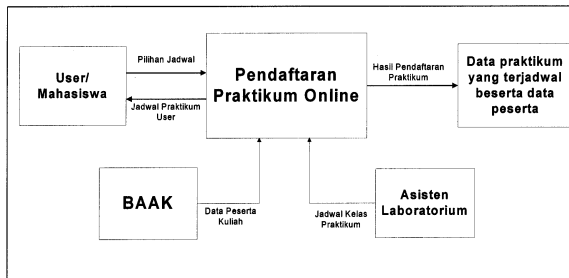 User/
Mahasiswa
Pilihan Jadwal
Jadwal Praktikum
User
Pendaftaran
Praktikum Online
Hasil Pendaftaran
Praktikum
Data praktikum
yang terjadwal
beserta data
peserta
BAAK
Data Peserta
Kuliah
Jadwal Kelas
Praktikum
Asisten
Laboratorium